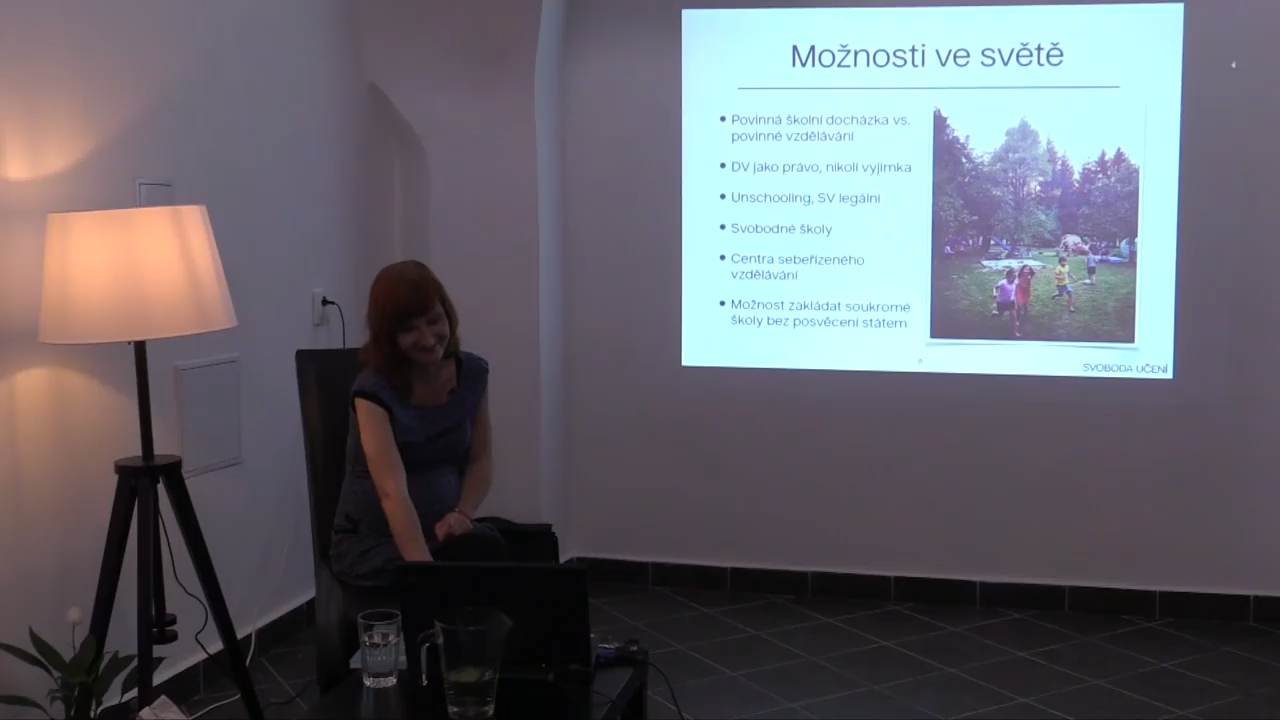 Možnosti ve světě
• Povinná školní docházka vs.
povinné vzdělávání
• DV jako právo, nikoli vyjímka
• Unschooling, SV legální
• Svobodné školy
• Centra sebeřízeného
vzdělávání
• Možnost zakládat soukromé
školy bez posvěcení státem
SVOBODA UČENÍ